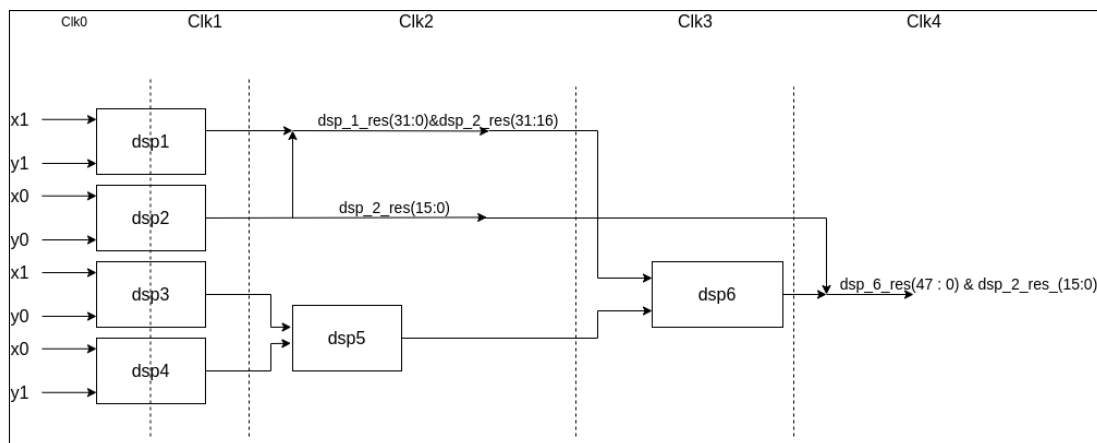 Clk0
Clk1
Clk2
Clk3
Clk4
x1
y1
dsp1
dsp_1_res(31:0)&dsp_2_res(31:16)
x0
y0
dsp2
dsp_2_res(15:0)
x1
y0
dsp3
dsp6
dsp_6_res(47 : 0) & dsp_2_res_(15:0)
x0
y1
dsp4
dsp5